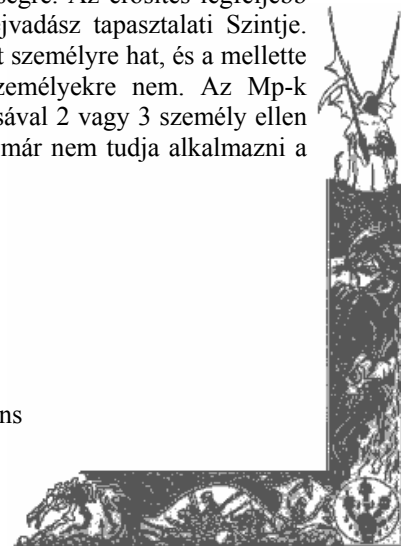 ségre. Az erősítés legfeljebb
jvadász tapasztalati Szintje.
t személyre hat, és a mellette
zemélyekre nem. Az Mp-k
sával 2 vagy 3 személy ellen
már nem tudja alkalmazni a
ns